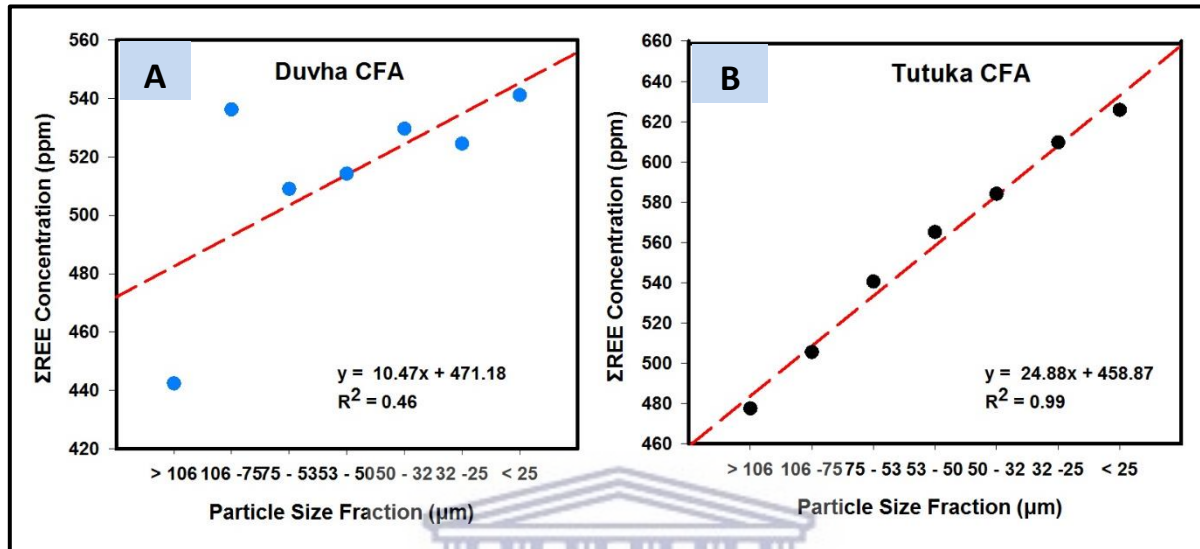 A
Duvha CFA
ΣREE Concentration (ppm)
560
540
520
500
480
460
440
420
y = 10.47x + 471.18
R² = 0.46
> 106 106 -75 75 - 53 53 - 50 50 - 32 32 -25 < 25
Particle Size Fraction (µm)
B
Tutuka CFA
ΣREE Concentration (ppm)
660
640
620
600
580
560
540
520
500
480
460
y = 24.88x + 458.87
R² = 0.99
> 106 106 -75 75 - 53 53 - 50 50 - 32 32 -25 < 25
Particle Size Fraction (µm)